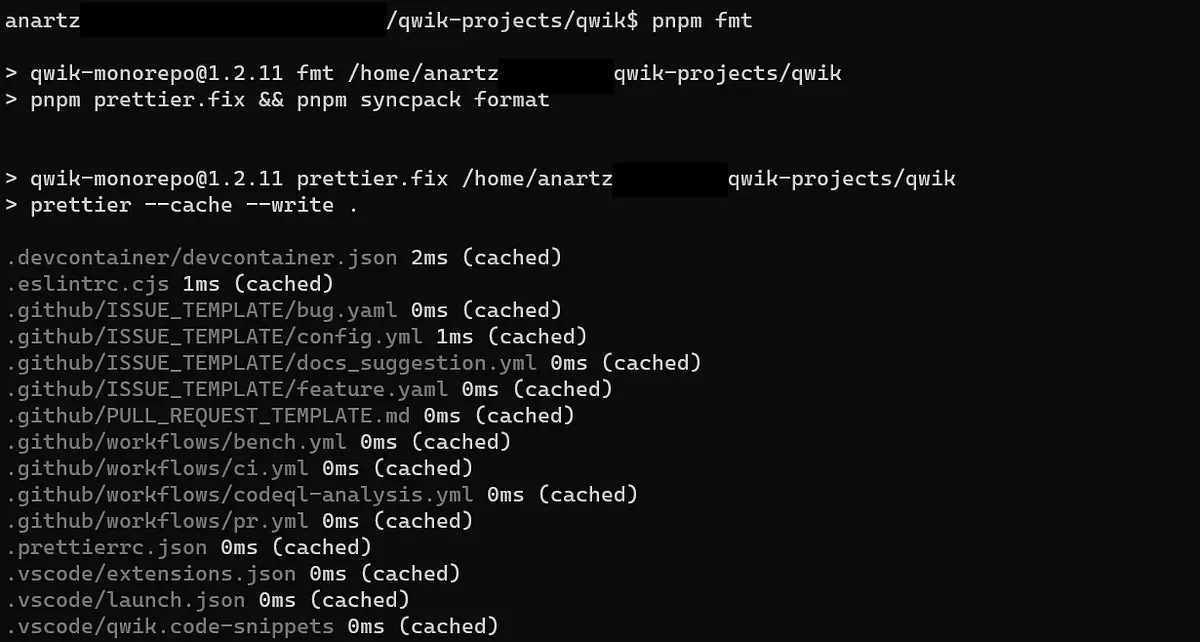 anartz /qwik-projects/qwik$ pnpm fmt
> qwik-monorepo@1.2.11 fmt /home/anartz qwik-projects/qwik
> pnpm prettier.fix && pnpm syncpack format
> qwik-monorepo@1.2.11 prettier.fix /home/anartz qwik-projects/qwik
> prettier --cache --write .
.devcontainer/devcontainer.json 2ms (cached)
.eslintrc.cjs 1ms (cached)
.github/ISSUE_TEMPLATE/bug.yaml 0ms (cached)
.github/ISSUE_TEMPLATE/config.yml 1ms (cached)
.github/ISSUE_TEMPLATE/docs_suggestion.yml 0ms (cached)
.github/ISSUE_TEMPLATE/feature.yaml 0ms (cached)
.github/PULL_REQUEST_TEMPLATE.md 0ms (cached)
.github/workflows/bench.yml 0ms (cached)
.github/workflows/ci.yml 0ms (cached)
.github/workflows/codeql-analysis.yml 0ms (cached)
.github/workflows/pr.yml 0ms (cached)
.prettierrc.json 0ms (cached)
.vscode/extensions.json 0ms (cached)
.vscode/launch.json 0ms (cached)
.vscode/qwik.code-snippets 0ms (cached)